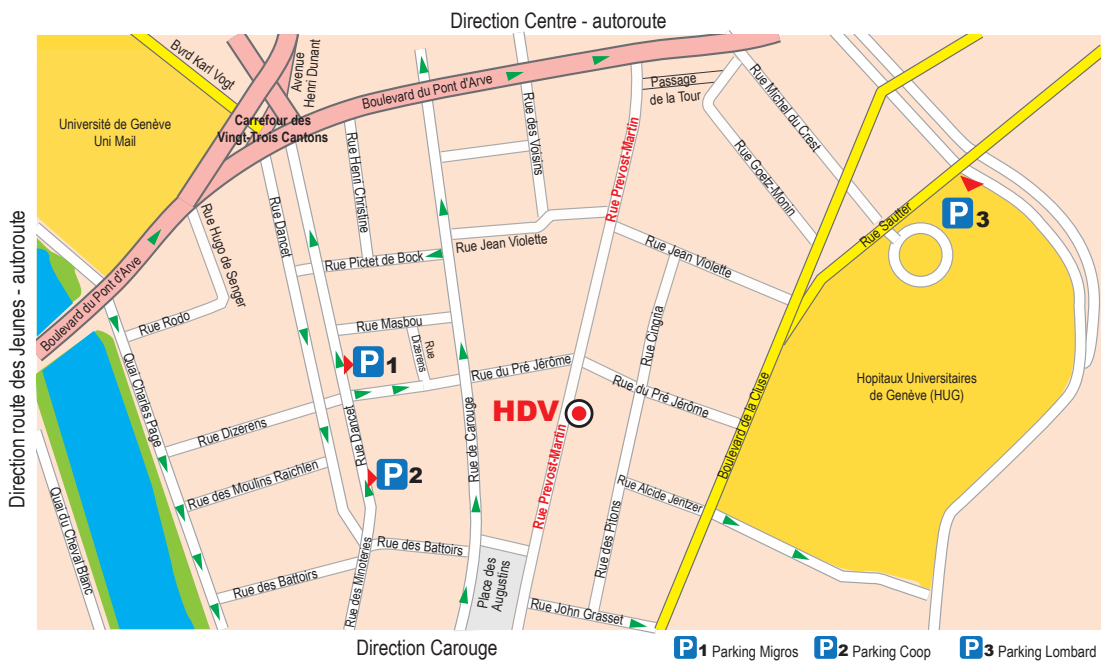 Direction Centre - autoroute
Bvrd Karl Vogt
Avenue
Henri Dunant
Boulevard du Pont d'Arve
Passage
de la Tour
Rue Michel du Crest
Université de Genève
Uni Mail
Carrefour des
Vingt-Trois Cantons
Rue des Voisins
Rue Henri Christine
Rue Prevost-Martin
Rue Goetz-Monin
Rue Dancet
Rue Hugo de Senger
Rue Sautter
P3
Rue Jean Violette
Rue Jean Violette
Rue Pictet de Bock
Boulevard du Pont d'Arve
Rue Rodo
Rue Masbou
Rue
Dizerens
Rue Cingria
P1
Rue du Pré Jérôme
Rue du Pré Jérôme
Quai Charles Page
Hopitaux Universitaires
de Genève (HUG)
HDV
Rue Dizerens
Rue Dancet
Rue de Carouge
Boulevard de la Cluse
Rue des Moulins Raichlen
P2
Rue Prevost-Martin
Rue Alcide Jentzer
Quai du Cheval Blanc
Rue des Battoirs
Rue des Battoirs
Rue des Minoteries
Place des
Augustins
Rue des Pitons
Rue John Grasset
Direction route des Jeunes - autoroute
Direction Carouge
P1 Parking Migros
P2 Parking Coop
P3 Parking Lombard